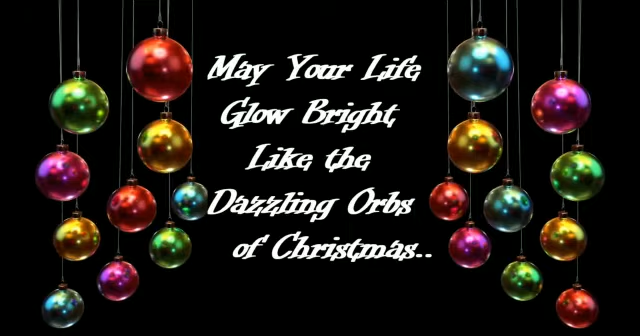 May Your Life
Glow Bright
Like the
Dazzling Orbs
of Christmas..